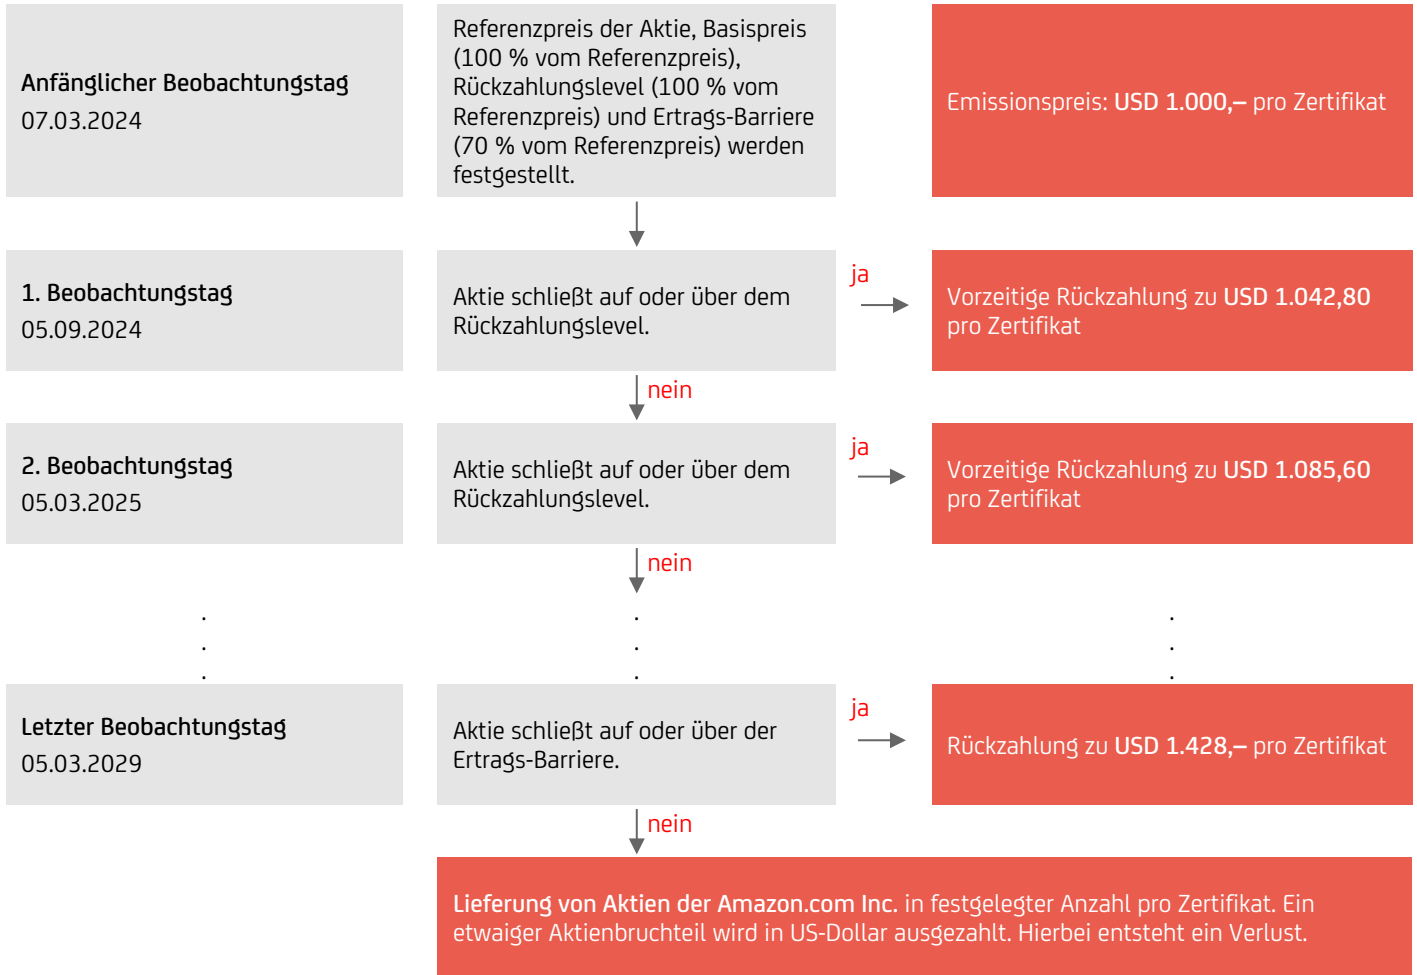 Anfänglicher Beobachtungstag
07.03.2024
Referenzpreis der Aktie, Basispreis
(100 % vom Referenzpreis),
Rückzahlungslevel (100 % vom
Referenzpreis) und Ertrags-Barriere
(70 % vom Referenzpreis) werden
festgestellt.
Emissionspreis: USD 1.000,– pro Zertifikat
1. Beobachtungstag
05.09.2024
Aktie schließt auf oder über dem
Rückzahlungslevel.
ja
Vorzeitige Rückzahlung zu USD 1.042,80
pro Zertifikat
nein
2. Beobachtungstag
05.03.2025
Aktie schließt auf oder über dem
Rückzahlungslevel.
ja
Vorzeitige Rückzahlung zu USD 1.085,60
pro Zertifikat
nein
. . .
. . .
. . .
Letzter Beobachtungstag
05.03.2029
Aktie schließt auf oder über der
Ertrags-Barriere.
ja
Rückzahlung zu USD 1.428,– pro Zertifikat
nein
Lieferung von Aktien der Amazon.com Inc. in festgelegter Anzahl pro Zertifikat. Ein
etwaiger Aktienbruchteil wird in US-Dollar ausgezahlt. Hierbei entsteht ein Verlust.